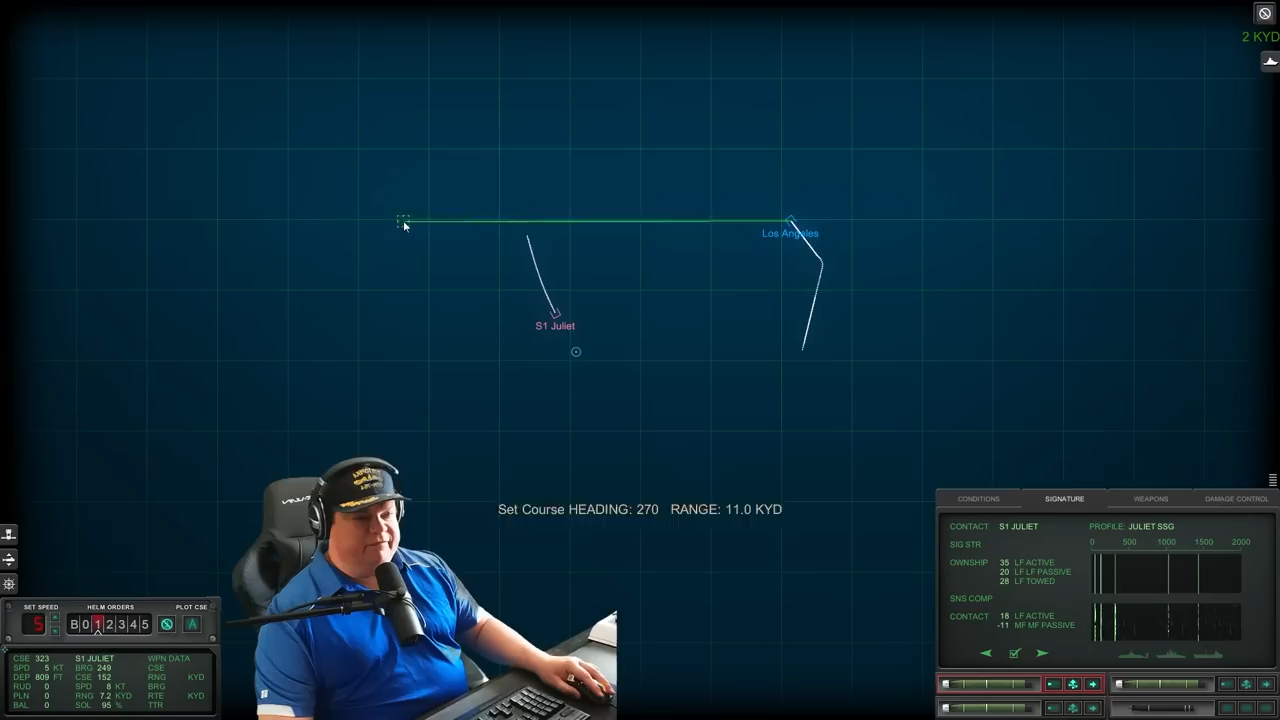 2 KYD
Los Angeles
S1 Juliet
Set Course HEADING: 270 RANGE: 11.0 KYD
CONDITIONS SIGNATURE WEAPONS DAMAGE CONTROL
CONTACT S1 JULIET PROFILE: JULIET SSG
SIG STR 0 500 1000 1500 2000
OWNSHIP 35 LF ACTIVE
20 LF LF PASSIVE
28 LF TOWED
SNS COMP
CONTACT 18 LF ACTIVE
-11 MF MF PASSIVE
SET SPEED HELM ORDERS PLOT CSE
5 B 0 1 2 3 4 5 A
CSE 323 S1 JULIET WPN DATA
SPD 5 KT BRG 249 CSE
DEP 809 FT CSE 152 RNG KYD
RUD 0 SPD 8 KT BRG
PLN 0 RNG 7.2 KYD RTE KYD
BAL 0 SOL 95 % TTR